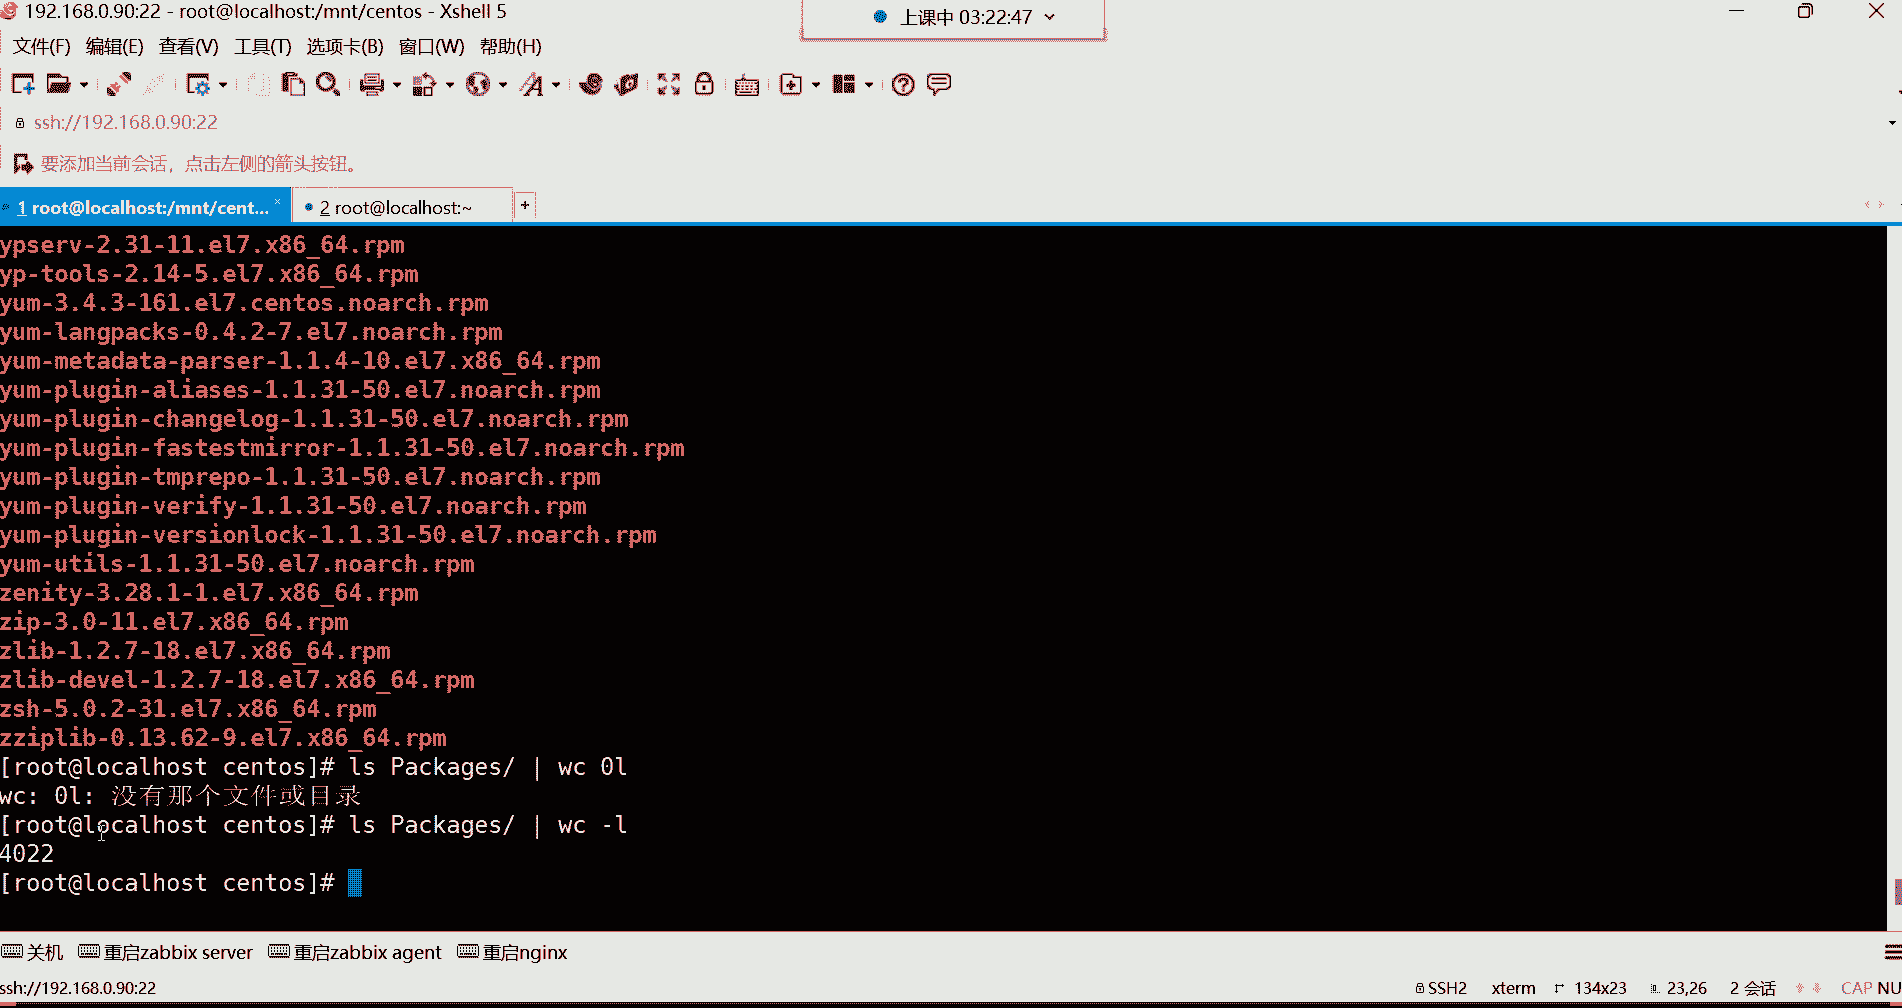 192.168.0.90:22 - root@localhost:/mnt/centos - Xshell 5
上课中 03:22:47
文件(F) 编辑(E) 查看(V) 工具(T) 选项卡(B) 窗口(W) 帮助(H)
ssh://192.168.0.90:22
要添加当前会话，点击左侧的箭头按钮。
1 root@localhost:/mnt/cent... × 2 root@localhost:~ +
ypserv-2.31-11.el7.x86_64.rpm
yp-tools-2.14-5.el7.x86_64.rpm
yum-3.4.3-161.el7.centos.noarch.rpm
yum-langpacks-0.4.2-7.el7.noarch.rpm
yum-metadata-parser-1.1.4-10.el7.x86_64.rpm
yum-plugin-aliases-1.1.31-50.el7.noarch.rpm
yum-plugin-changelog-1.1.31-50.el7.noarch.rpm
yum-plugin-fastestmirror-1.1.31-50.el7.noarch.rpm
yum-plugin-tmprepo-1.1.31-50.el7.noarch.rpm
yum-plugin-verify-1.1.31-50.el7.noarch.rpm
yum-plugin-versionlock-1.1.31-50.el7.noarch.rpm
yum-utils-1.1.31-50.el7.noarch.rpm
zenity-3.28.1-1.el7.x86_64.rpm
zip-3.0-11.el7.x86_64.rpm
zlib-1.2.7-18.el7.x86_64.rpm
zlib-devel-1.2.7-18.el7.x86_64.rpm
zsh-5.0.2-31.el7.x86_64.rpm
zziplib-0.13.62-9.el7.x86_64.rpm
[root@localhost centos]# ls Packages/ | wc 0l
wc: 0l: 没有那个文件或目录
[root@localhost centos]# ls Packages/ | wc -l
4022
[root@localhost centos]#
关机 重启zabbix server 重启zabbix agent 重启nginx
ssh://192.168.0.90:22 SSH2 xterm 134x23 23,26 2 会话 CAP NU